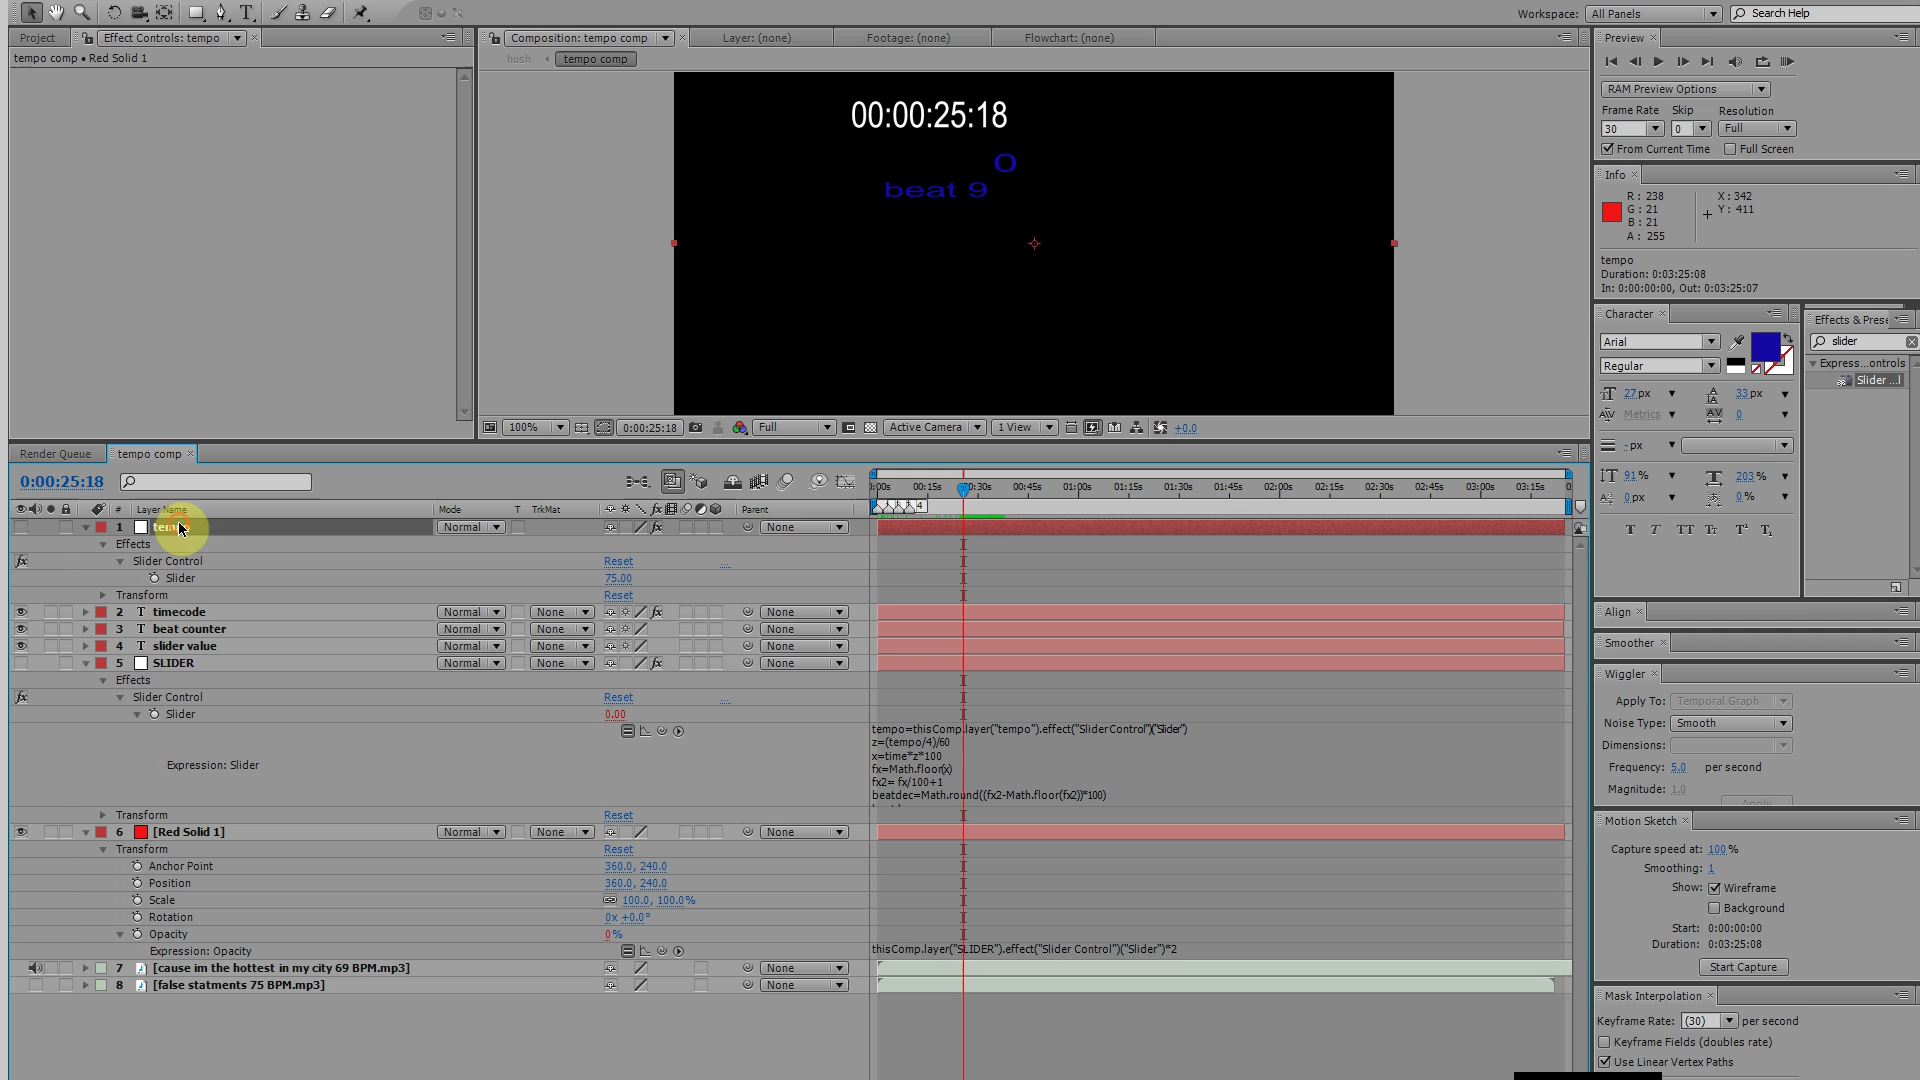 Workspace: All Panels Search Help
Project Effect Controls: tempo
tempo comp • Red Solid 1
Composition: tempo comp Layer: (none) Footage: (none) Flowchart: (none)
hush tempo comp
00:00:25:18
0
beat 9
100% 0:00:25:18 Full Active Camera 1 View +0.0
Preview
RAM Preview Options
Frame Rate Skip Resolution
30 0 Full
From Current Time Full Screen
Info
R: 238 X: 342
G: 21 Y: 411
B: 21
A: 255
tempo
Duration: 0:03:25:08
In: 0:00:00:00, Out: 0:03:25:07
Character
Arial
Regular
27 px 33 px
Metrics 0
- px
91 % 203 %
0 px 0 %
T T TT Tr T¹ T₁
Effects & Prese
slider
Express...ontrols
Slider ...l
Align
Smoother
Wiggler
Apply To: Temporal Graph
Noise Type: Smooth
Dimensions:
Frequency: 5.0 per second
Magnitude: 1.0
Apply
Motion Sketch
Capture speed at: 100 %
Smoothing: 1
Show: Wireframe
Background
Start: 0:00:00:00
Duration: 0:03:25:08
Start Capture
Mask Interpolation
Keyframe Rate: (30) per second
Keyframe Fields (doubles rate)
Use Linear Vertex Paths
Render Queue tempo comp
0:00:25:18
):00s 00:15s 0:30s 00:45s 01:00s 01:15s 01:30s 01:45s 02:00s 02:15s 02:30s 02:45s 03:00s 03:15s 0
# Layer Name Mode T TrkMat Parent
4
1 Normal None
Effects
Slider Control Reset ....
Slider 75.00
Transform Reset
2 T timecode Normal None None
3 T beat counter Normal None None
4 T slider value Normal None None
5 SLIDER Normal None None
Effects
Slider Control Reset ....
Slider 0.00
tempo=thisComp.layer("tempo").effect("Slider Control")("Slider")
z=(tempo/4)/60
x=time*z*100
Expression: Slider
fx=Math.floor(x)
fx2= fx/100+1
beatdec=Math.round((fx2-Math.floor(fx2))*100)
Transform Reset
6 [Red Solid 1] Normal None None
Transform Reset
Anchor Point 360.0, 240.0
Position 360.0, 240.0
Scale 100.0, 100.0%
Rotation 0x +0.0°
Opacity 0%
Expression: Opacity thisComp.layer("SLIDER").effect("Slider Control")("Slider")*2
7 [cause im the hottest in my city 69 BPM.mp3] None
8 [false statments 75 BPM.mp3] None